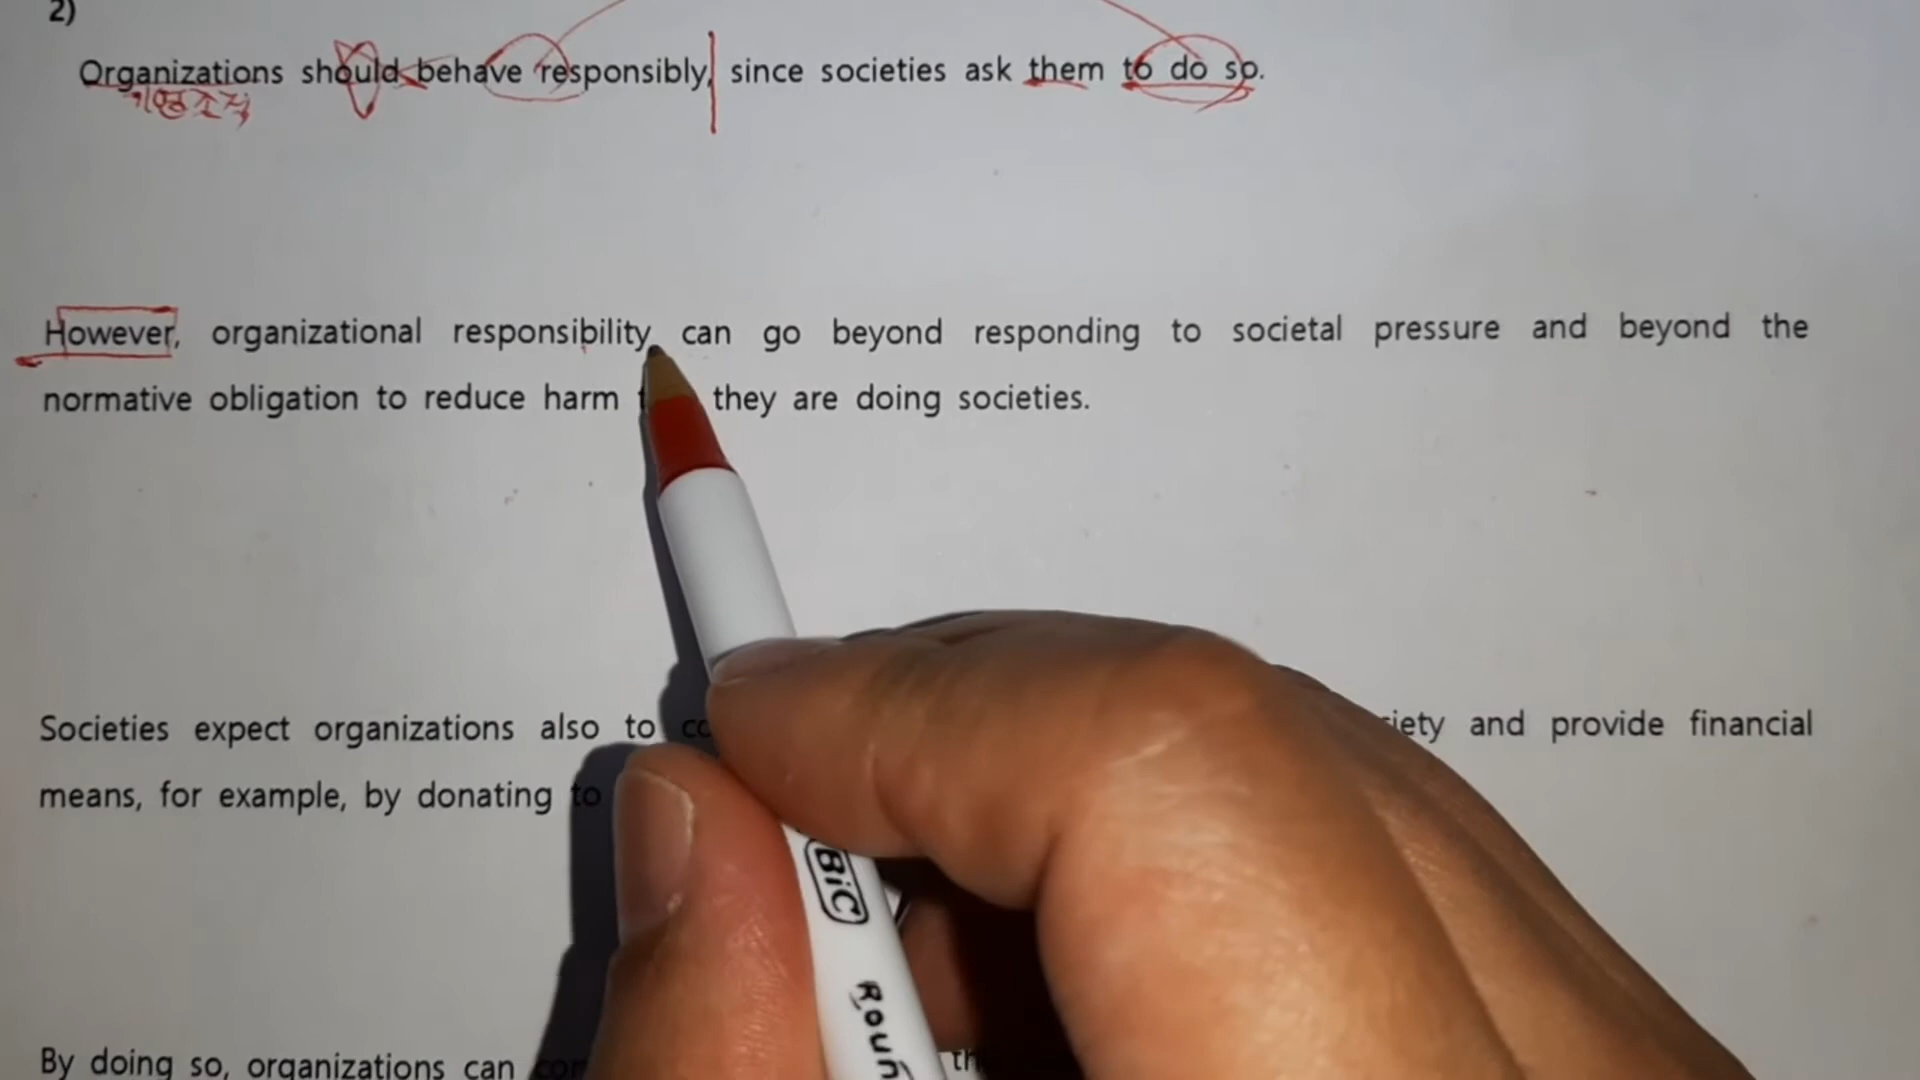 2)
Organizations should behave responsibly, since societies ask them to do so.
기업조직
However, organizational responsibility can go beyond responding to societal pressure and beyond the
normative obligation to reduce harm they are doing societies.
Societies expect organizations also to and provide financial
means, for example, by donating to
By doing so, organizations can
BiC
Roun